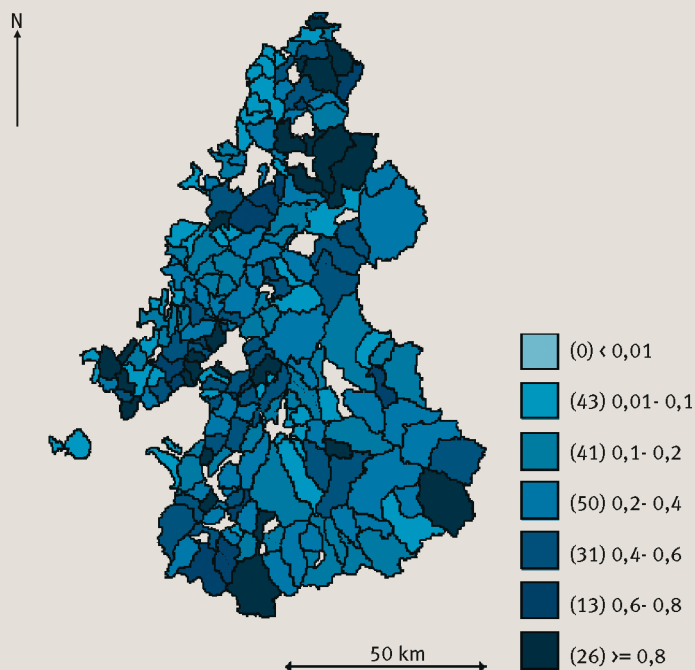 N
(0) < 0,01
(43) 0,01- 0,1
(41) 0,1- 0,2
(50) 0,2- 0,4
(31) 0,4- 0,6
(13) 0,6- 0,8
(26) >= 0,8
50 km